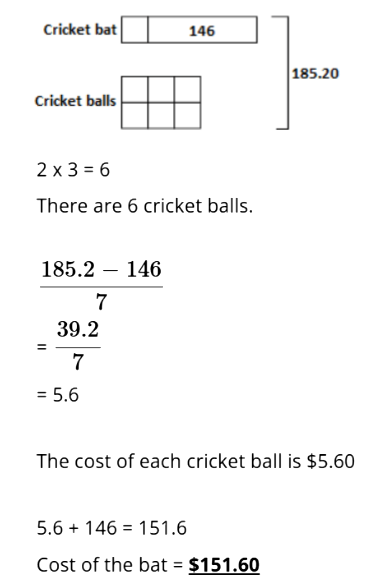 Cricket bat 146
185.20
Cricket balls
2 x 3 = 6
There are 6 cricket balls.
185.2 – 146
7
= 39.2
7
= 5.6
The cost of each cricket ball is $5.60
5.6 + 146 = 151.6
Cost of the bat = $151.60